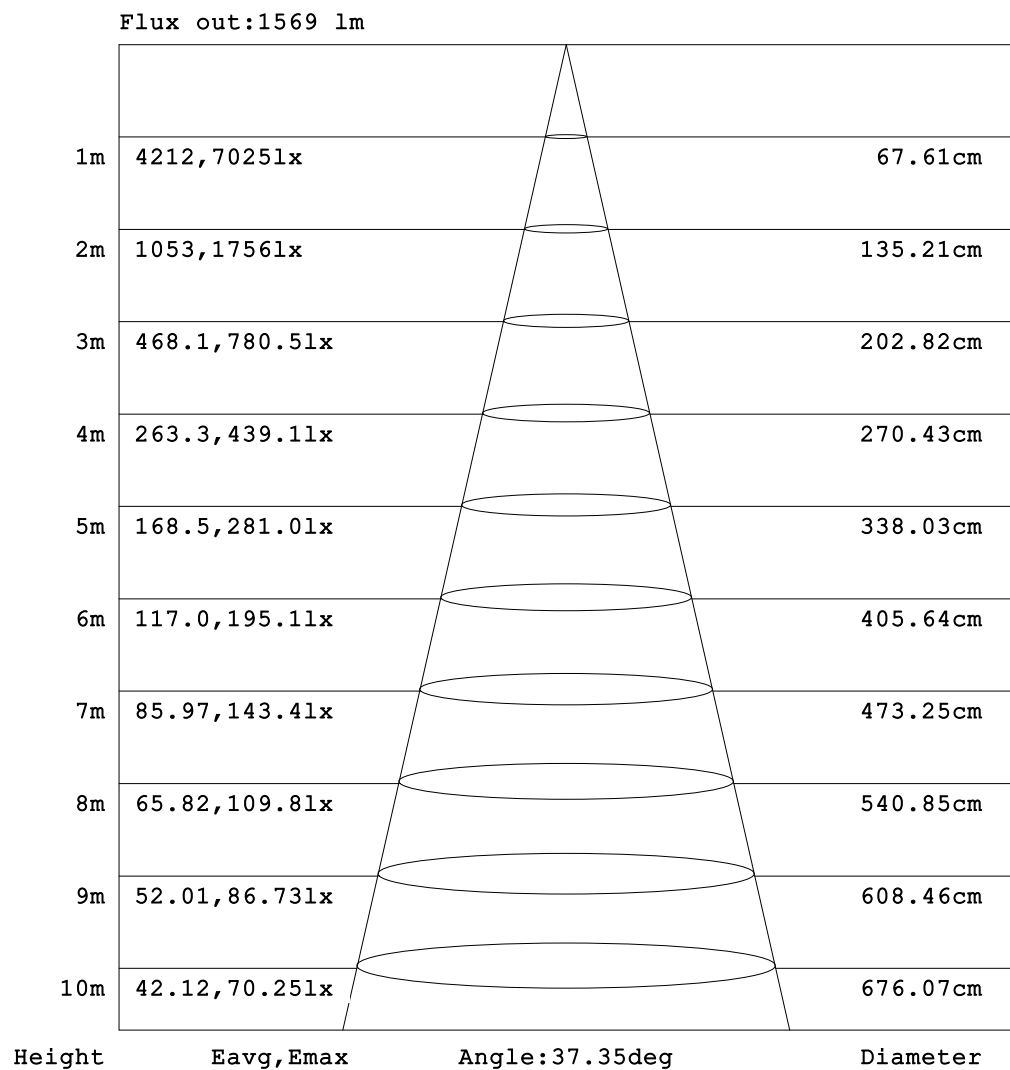 Flux out:1569 lm
1m 4212,7025lx 67.61cm
2m 1053,1756lx 135.21cm
3m 468.1,780.5lx 202.82cm
4m 263.3,439.1lx 270.43cm
5m 168.5,281.0lx 338.03cm
6m 117.0,195.1lx 405.64cm
7m 85.97,143.4lx 473.25cm
8m 65.82,109.8lx 540.85cm
9m 52.01,86.73lx 608.46cm
10m 42.12,70.25lx 676.07cm
Height Eavg,Emax Angle:37.35deg Diameter